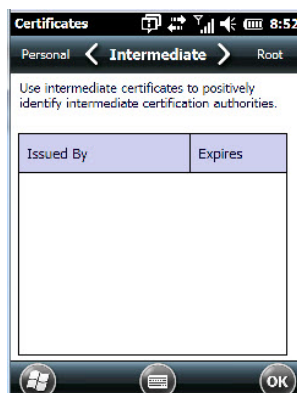 Certificates 8:52
Personal Intermediate Root
Use intermediate certificates to positively
identify intermediate certification authorities.
Issued By Expires
OK